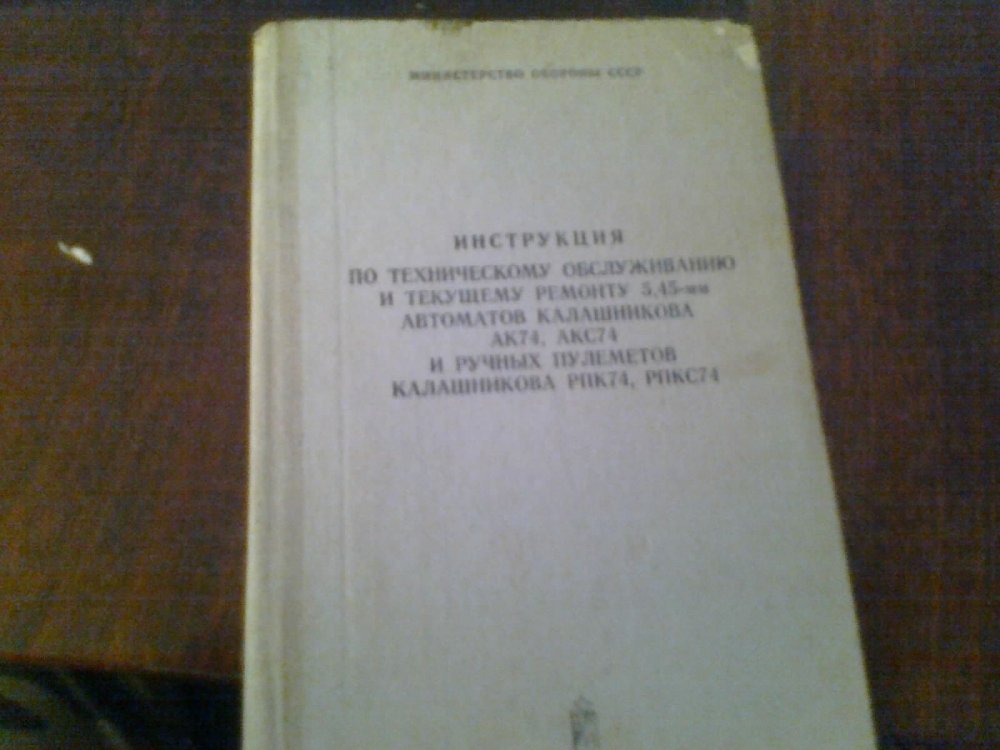 МИНИСТЕРСТВО ОБОРОНЫ СССР
ИНСТРУКЦИЯ
ПО ТЕХНИЧЕСКОМУ ОБСЛУЖИВАНИЮ
И ТЕКУЩЕМУ РЕМОНТУ 5,45-мм
АВТОМАТОВ КАЛАШНИКОВА
АК74, АКС74
И РУЧНЫХ ПУЛЕМЕТОВ
КАЛАШНИКОВА РПК74, РПКС74